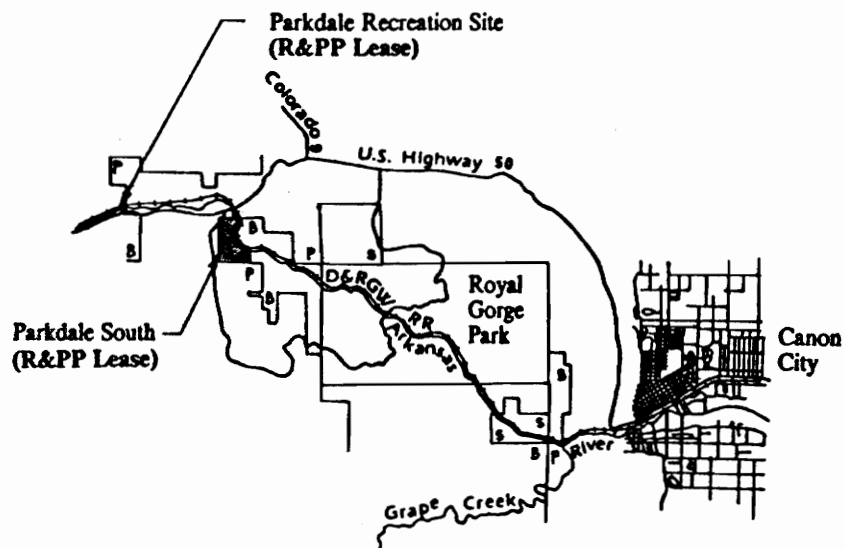 Parkdale Recreation Site
(R&PP Lease)
Colorado 9
U.S. Highway 50
P
B
B
P
S
P
B
D&RGW RR
Royal
Gorge
Park
Arkansas
Parkdale South
(R&PP Lease)
Canon
City
B
S
S
B
P
River
Grape Creek